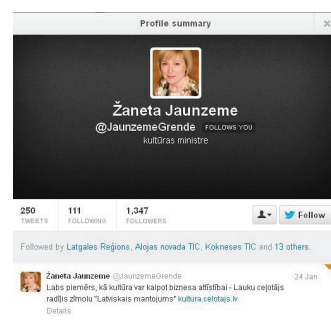 Profile summary ×
Žaneta Jaunzeme
@JaunzemeGrende FOLLOWS YOU
kultūras ministre
250 111 1,347
TWEETS FOLLOWING FOLLOWERS
Follow
Followed by Latgales Reģions, Alojas novada TIC, Kokneses TIC and 13 others.
Žaneta Jaunzeme @JaunzemeGrende 24 Jan
Labs piemērs, kā kultūra var kalpot biznesa attīstībai - Lauku ceļotājs
radījis zīmolu "Latviskais mantojums" kultura.celotajs.lv
Details